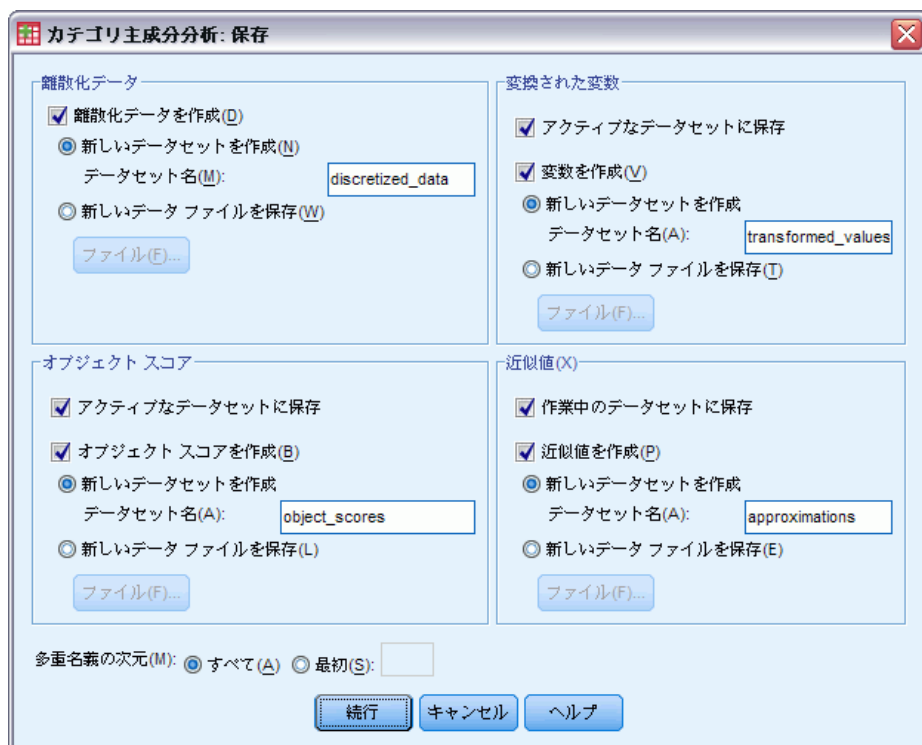 カテゴリ主成分分析: 保存
離散化データ
離散化データを作成(D)
新しいデータセットを作成(N)
データセット名(M): discretized_data
新しいデータ ファイルを保存(W)
ファイル(F)...
変換された変数
アクティブなデータセットに保存
変数を作成(V)
新しいデータセットを作成
データセット名(A): transformed_values
新しいデータ ファイルを保存(T)
ファイル(F)...
オブジェクト スコア
アクティブなデータセットに保存
オブジェクト スコアを作成(B)
新しいデータセットを作成
データセット名(A): object_scores
新しいデータ ファイルを保存(L)
ファイル(F)...
近似値(X)
作業中のデータセットに保存
近似値を作成(P)
新しいデータセットを作成
データセット名(A): approximations
新しいデータ ファイルを保存(E)
ファイル(F)...
多重名義の次元(M): すべて(A) 最初(S):
続行 キャンセル ヘルプ